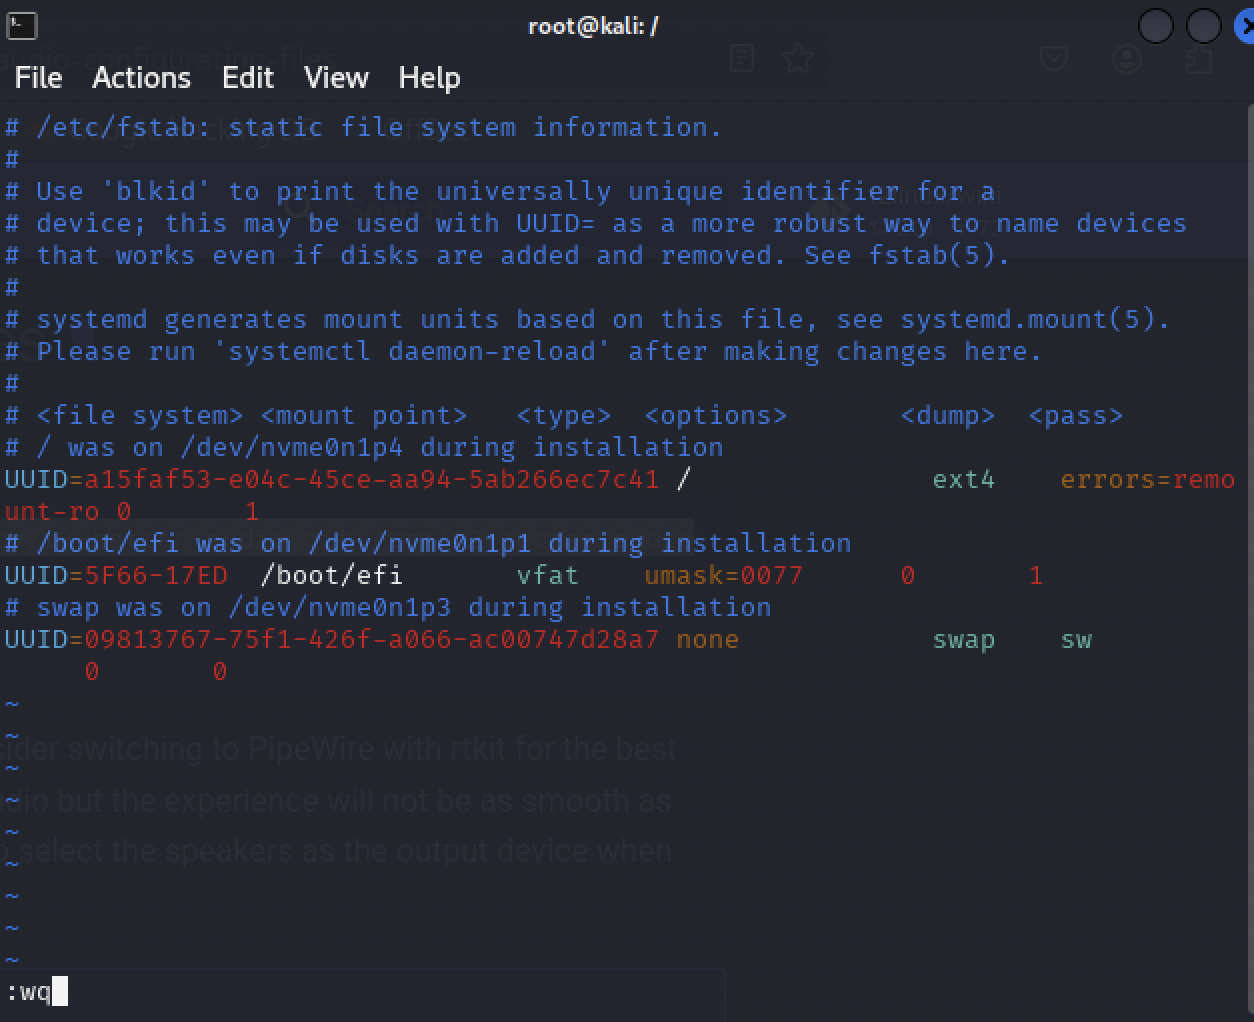 root@kali: /
File Actions Edit View Help
# /etc/fstab: static file system information.
#
# Use 'blkid' to print the universally unique identifier for a
# device; this may be used with UUID= as a more robust way to name devices
# that works even if disks are added and removed. See fstab(5).
#
# systemd generates mount units based on this file, see systemd.mount(5).
# Please run 'systemctl daemon-reload' after making changes here.
#
# <file system> <mount point>   <type>  <options>       <dump>  <pass>
# / was on /dev/nvme0n1p4 during installation
UUID=a15faf53-e04c-45ce-aa94-5ab266ec7c41 /               ext4    errors=remo
unt-ro 0       1
# /boot/efi was on /dev/nvme0n1p1 during installation
UUID=5F66-17ED  /boot/efi       vfat    umask=0077      0       1
# swap was on /dev/nvme0n1p3 during installation
UUID=09813767-75f1-426f-a066-ac00747d28a7 none            swap    sw
     0       0
~
~
sider switching to PipeWire with rtkit for the best
~
~
dio but the experience will not be as smooth as
~
select the speakers as the output device when
~
~
~
~
:wq